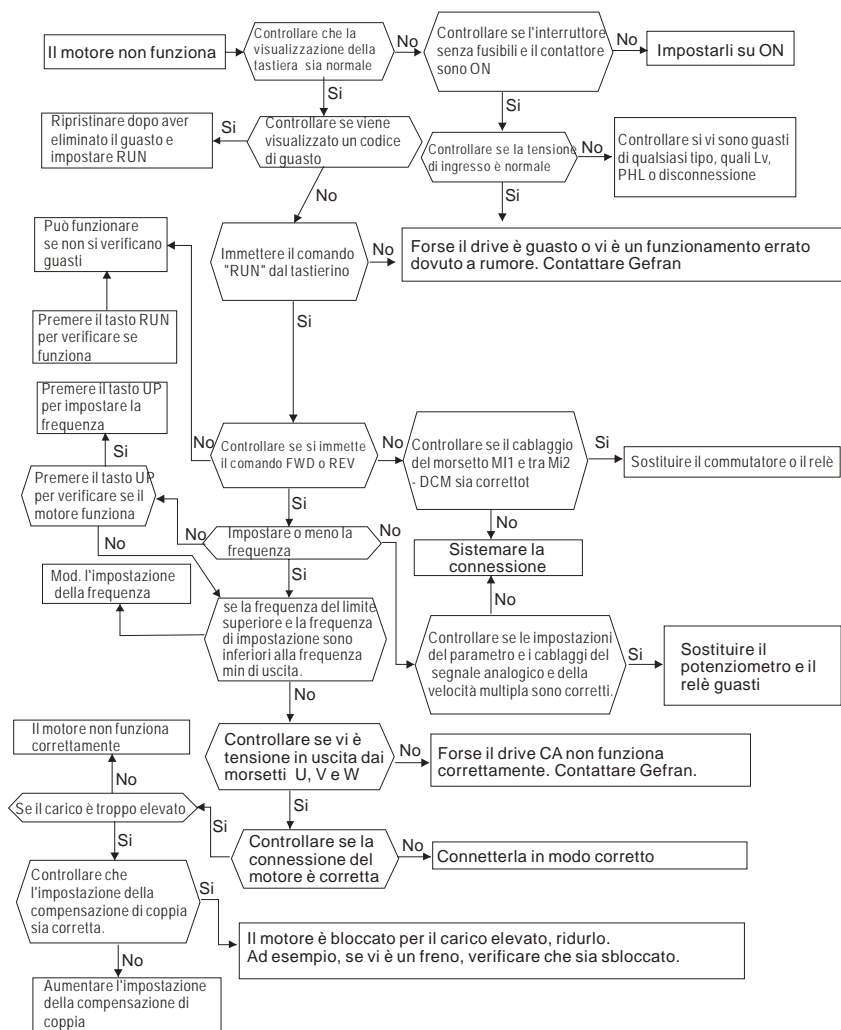 Il motore non funziona
Controllare che la
visualizzazione della
tastiera sia normale
No
Controllare se l'interruttore
senza fusibili e il contattore
sono ON
No
Impostarli su ON
Si
Si
Ripristinare dopo aver
eliminato il guasto e
impostare RUN
Si
Controllare se viene
visualizzato un codice
di guasto
Controllare se la tensione
di ingresso è normale
No
Controllare si vi sono guasti
di qualsiasi tipo, quali Lv,
PHL o disconnessione
No
Si
Può funzionare
se non si verificano
guasti
Immettere il comando
"RUN" dal tastierino
No
Forse il drive è guasto o vi è un funzionamento errato
dovuto a rumore. Contattare Gefran
Premere il tasto RUN
per verificare se
funziona
Si
Premere il tasto UP
per impostare la
frequenza
Si
No
Controllare se si immette
il comando FWD o REV
No
Controllare se il cablaggio
del morsetto MI1 e tra Mi2
- DCM sia correttot
Si
Sostituire il commutatore o il relè
Premere il tasto UP
per verificare se il
motore funziona
Si
No
No
Impostare o meno la
frequenza
No
No
Sistemare la
connessione
Mod. l'impostazione
della frequenza
Si
No
se la frequenza del limite
superiore e la frequenza
di impostazione sono
inferiori alla frequenza
min di uscita.
Controllare se le impostazioni
del parametro e i cablaggi del
segnale analogico e della
velocità multipla sono corretti.
Si
Sostituire il
potenziometro e il
relè guasti
No
Il motore non funziona
correttamente
Controllare se vi è
tensione in uscita dai
morsetti U, V e W
No
Forse il drive CA non funziona
correttamente. Contattare Gefran.
No
Si
Se il carico è troppo elevato
Si
Controllare se la
connessione del
motore è corretta
No
Connetterla in modo corretto
Si
Controllare che
l'impostazione della
compensazione di coppia
sia corretta.
Si
Il motore è bloccato per il carico elevato, ridurlo.
Ad esempio, se vi è un freno, verificare che sia sbloccato.
No
Aumentare l'impostazione
della compensazione di
coppia